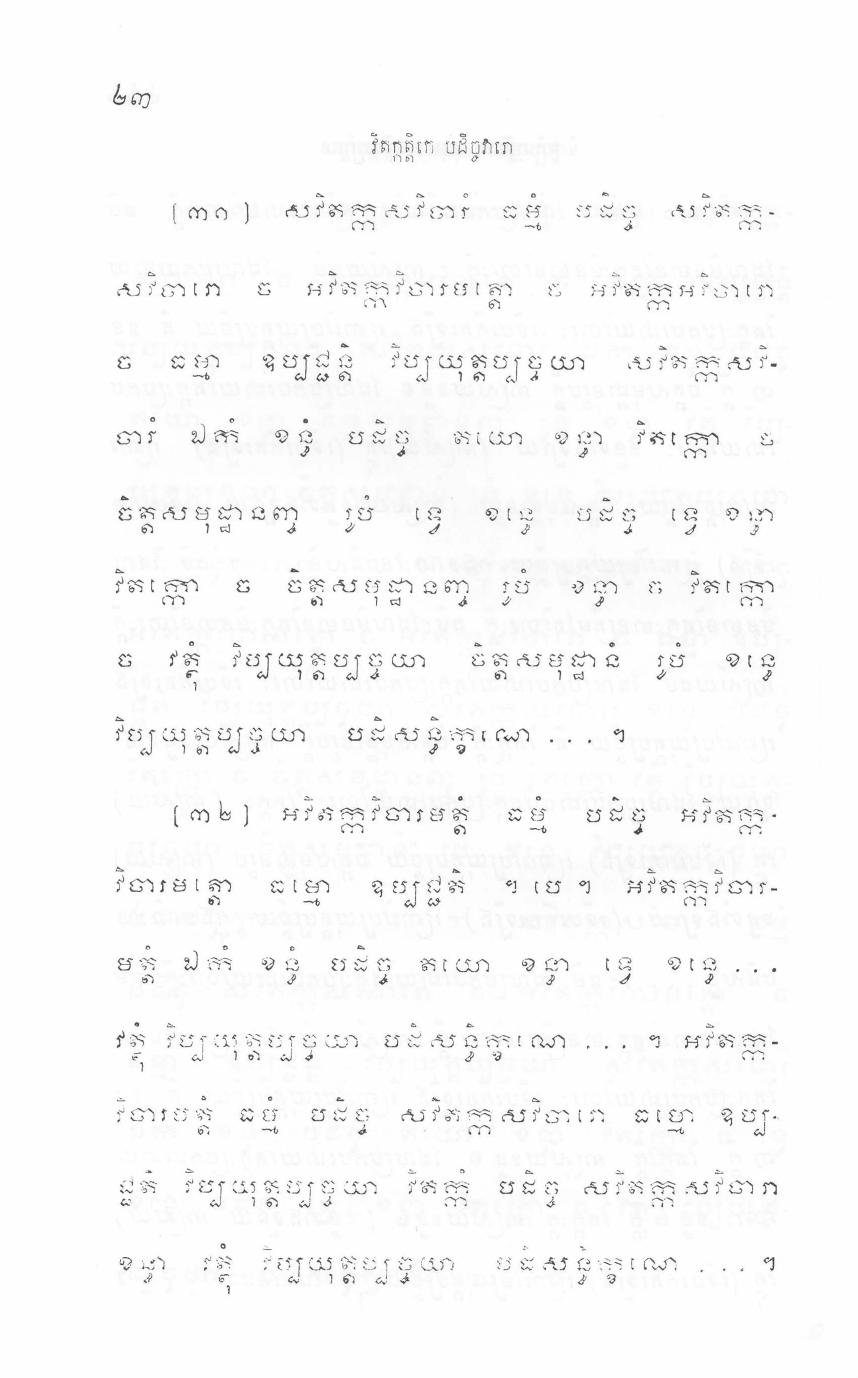 ២៣
វិតក្កត្តិកេ បដិច្ចវារោ
[៣១] សវិតក្កសវិចារំ ធម្មំ បដិច្ច សវិតក្ក-
សវិចារោ ច អវិតក្កវិចារមត្តោ ច អវិតក្កអវិចារោ
ច ធម្មា ឧប្បជ្ជន្តិ វិប្បយុត្តប្បច្ចយា សវិតក្កសវិ-
ចារំ ឯកំ ខន្ធំ បដិច្ច តយោ ខន្ធា វិតក្កោ ច
ចិត្តសមុដ្ឋានញ្ច រូបំ ទ្វេ ខន្ធេ បដិច្ច ទ្វេ ខន្ធា
វិតក្កោ ច ចិត្តសមុដ្ឋានញ្ច រូបំ ខន្ធា ច វិតក្កោ
ច វត្ថុំ វិប្បយុត្តប្បច្ចយា ចិត្តសមុដ្ឋានំ រូបំ ខន្ធេ
វិប្បយុត្តប្បច្ចយា បដិសន្ធិក្ខណោ ... ។
[៣២] អវិតក្កវិចារមត្តំ ធម្មំ បដិច្ច អវិតក្ក-
វិចារមត្តោ ធម្មោ ឧប្បជ្ជតិ ។ បេ ។ អវិតក្កវិចារ-
មត្តំ ឯកំ ខន្ធំ បដិច្ច តយោ ខន្ធា ទ្វេ ខន្ធេ ...
វត្ថុំ វិប្បយុត្តប្បច្ចយា បដិសន្ធិក្ខណោ ... ។ អវិតក្ក-
វិចារមត្តំ ធម្មំ បដិច្ច សវិតក្កសវិចារោ ធម្មោ ឧប្ប-
ជ្ជតិ វិប្បយុត្តប្បច្ចយា វិតក្កំ បដិច្ច សវិតក្កសវិចារា
ខន្ធា វត្ថុំ វិប្បយុត្តប្បច្ចយា បដិសន្ធិក្ខណោ ... ។